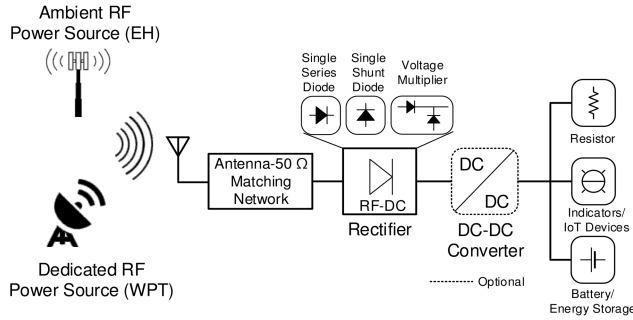 Ambient RF
Power Source (EH)
Single
Series
Diode
Single
Shunt
Diode
Voltage
Multiplier
Antenna-50 Ω
Matching
Network
RF-DC
Rectifier
DC
DC
DC-DC
Converter
Optional
Resistor
Indicators/
IoT Devices
Battery/
Energy Storage
Dedicated RF
Power Source (WPT)